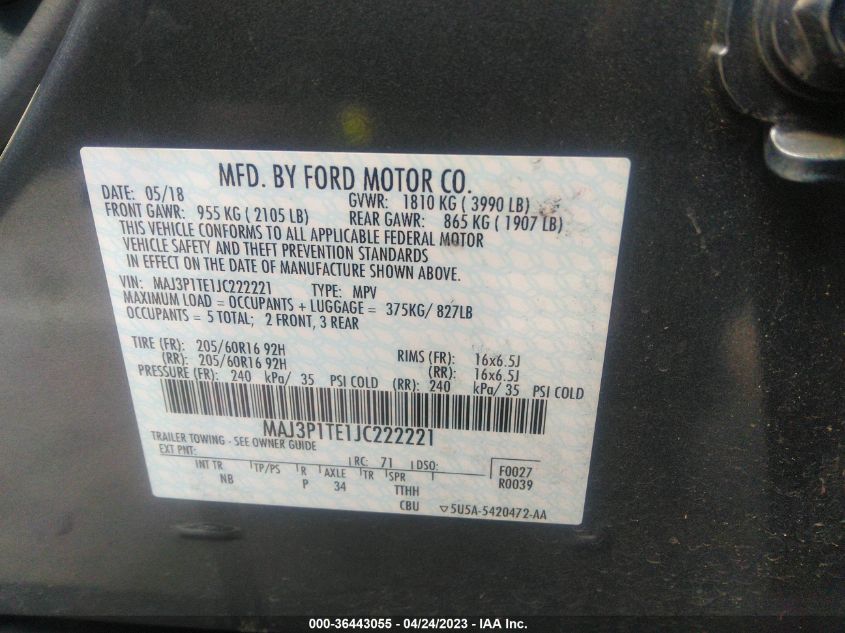 MFD. BY FORD MOTOR CO.
DATE: 05/18 GVWR: 1810 KG ( 3990 LB)
FRONT GAWR: 955 KG ( 2105 LB) REAR GAWR: 865 KG ( 1907 LB)
THIS VEHICLE CONFORMS TO ALL APPLICABLE FEDERAL MOTOR
VEHICLE SAFETY AND THEFT PREVENTION STANDARDS
IN EFFECT ON THE DATE OF MANUFACTURE SHOWN ABOVE.
VIN: MAJ3P1TE1JC222221 TYPE: MPV
MAXIMUM LOAD = OCCUPANTS + LUGGAGE = 375KG/ 827LB
OCCUPANTS = 5 TOTAL; 2 FRONT, 3 REAR
TIRE (FR): 205/60R16 92H RIMS (FR): 16x6.5J
(RR): 205/60R16 92H (RR): 16x6.5J
PRESSURE (FR): 240 kPa/ 35 PSI COLD (RR): 240 kPa/ 35 PSI COLD
MAJ3P1TE1JC222221
TRAILER TOWING - SEE OWNER GUIDE
EXT PNT: RC: 71 DSO: F0027
INT TR TP/PS R AXLE TR SPR R0039
NB P 34 TTHH
CBU ▽5U5A-5420472-AA
000-36443055 - 04/24/2023 - IAA Inc.